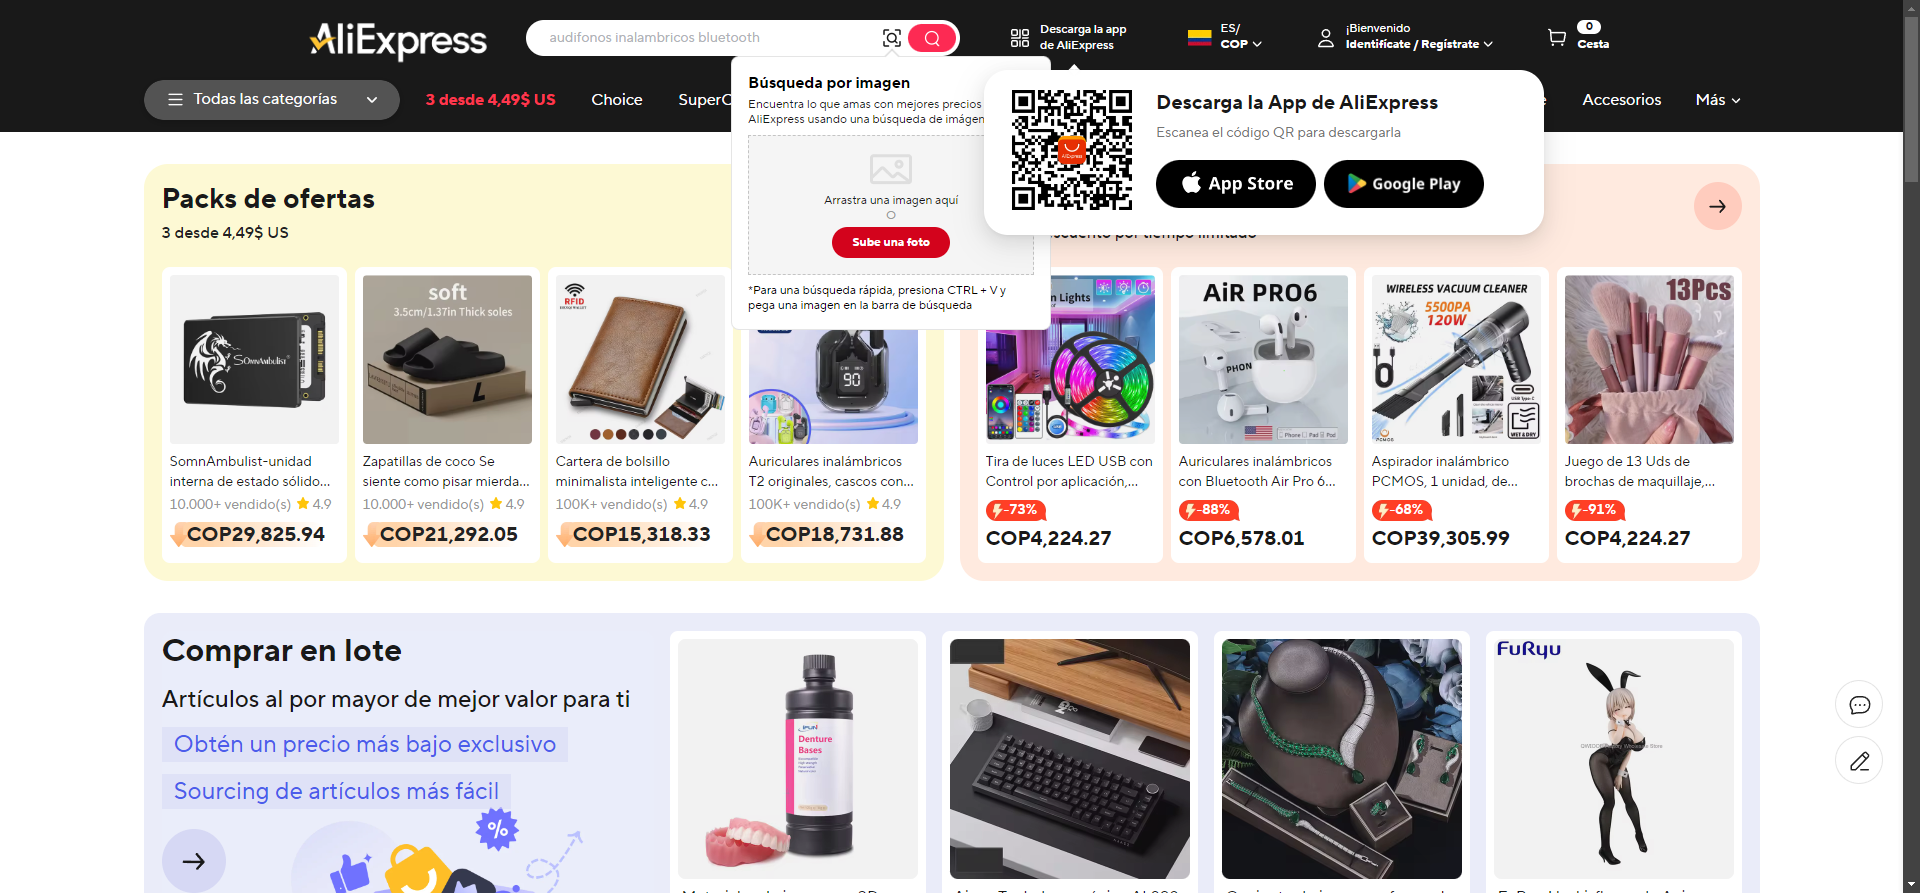 AliExpress
audifonos inalambricos bluetooth
Descarga la app
de AliExpress
ES/
COP
¡Bienvenido
Identifícate / Regístrate
0
Cesta
Todas las categorías
3 desde 4,49$ US
Choice
SuperC
Accesorios
Más
Búsqueda por imagen
Encuentra lo que amas con mejores precios
AliExpress usando una búsqueda de imágen
Arrastra una imagen aquí
O
Sube una foto
*Para una búsqueda rápida, presiona CTRL + V y
pega una imagen en la barra de búsqueda
Descarga la App de AliExpress
Escanea el código QR para descargarla
App Store
Google Play
Packs de ofertas
3 desde 4,49$ US
SomnAmbulist
soft
3.5cm/1.37in Thick soles
RFID
90
n Lights
AiR PRO6
PHON
WIRELESS VACUUM CLEANER
5500PA
120W
USB Type-C
WET & DRY
PCMOS
13Pcs
SomnAmbulist-unidad
interna de estado sólido...
10.000+ vendido(s) 4.9
COP29,825.94
Zapatillas de coco Se
siente como pisar mierda...
10.000+ vendido(s) 4.9
COP21,292.05
Cartera de bolsillo
minimalista inteligente c...
100K+ vendido(s) 4.9
COP15,318.33
Auriculares inalámbricos
T2 originales, cascos con...
100K+ vendido(s) 4.9
COP18,731.88
Tira de luces LED USB con
Control por aplicación,...
-73%
COP4,224.27
Auriculares inalámbricos
con Bluetooth Air Pro 6...
-88%
COP6,578.01
Aspirador inalámbrico
PCMOS, 1 unidad, de...
-68%
COP39,305.99
Juego de 13 Uds de
brochas de maquillaje,...
-91%
COP4,224.27
Comprar en lote
Artículos al por mayor de mejor valor para ti
Obtén un precio más bajo exclusivo
Sourcing de artículos más fácil
%
Denture
Bases
FuRyu